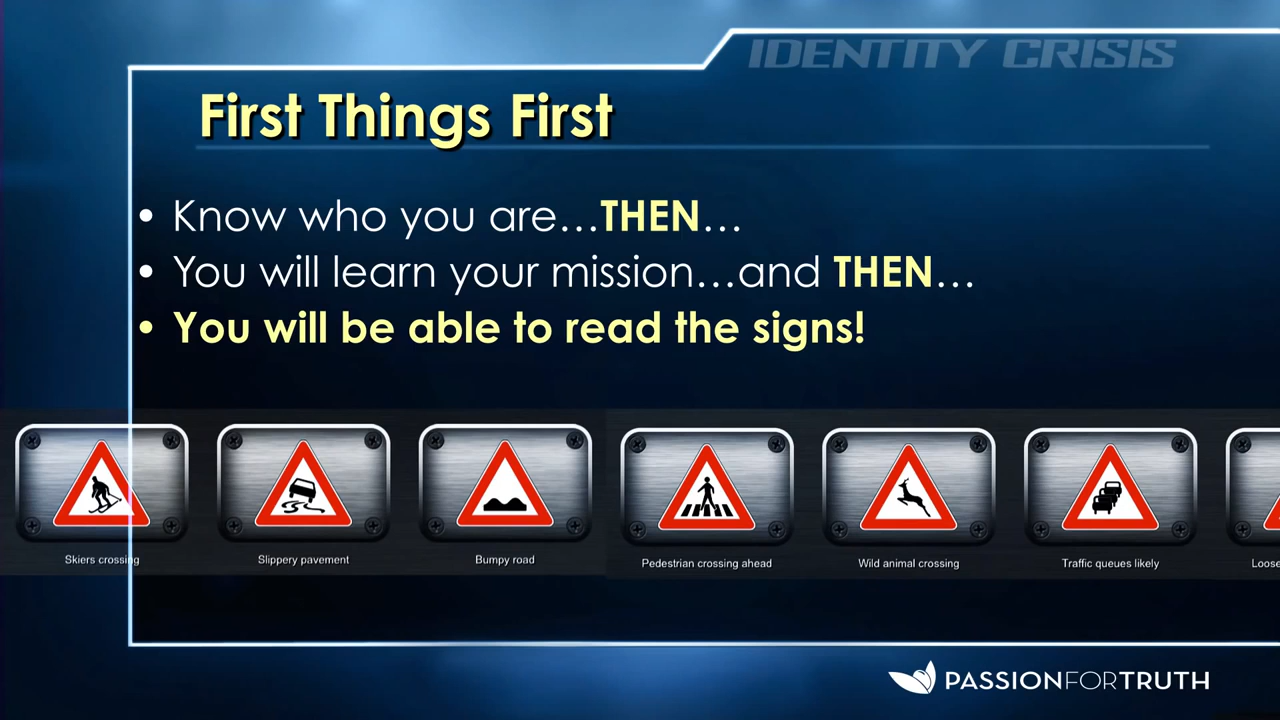 IDENTITY CRISIS
First Things First
• Know who you are…THEN…
• You will learn your mission…and THEN…
• You will be able to read the signs!
Skiers crossing
Slippery pavement
Bumpy road
Pedestrian crossing ahead
Wild animal crossing
Traffic queues likely
Loose
PASSIONFORTRUTH